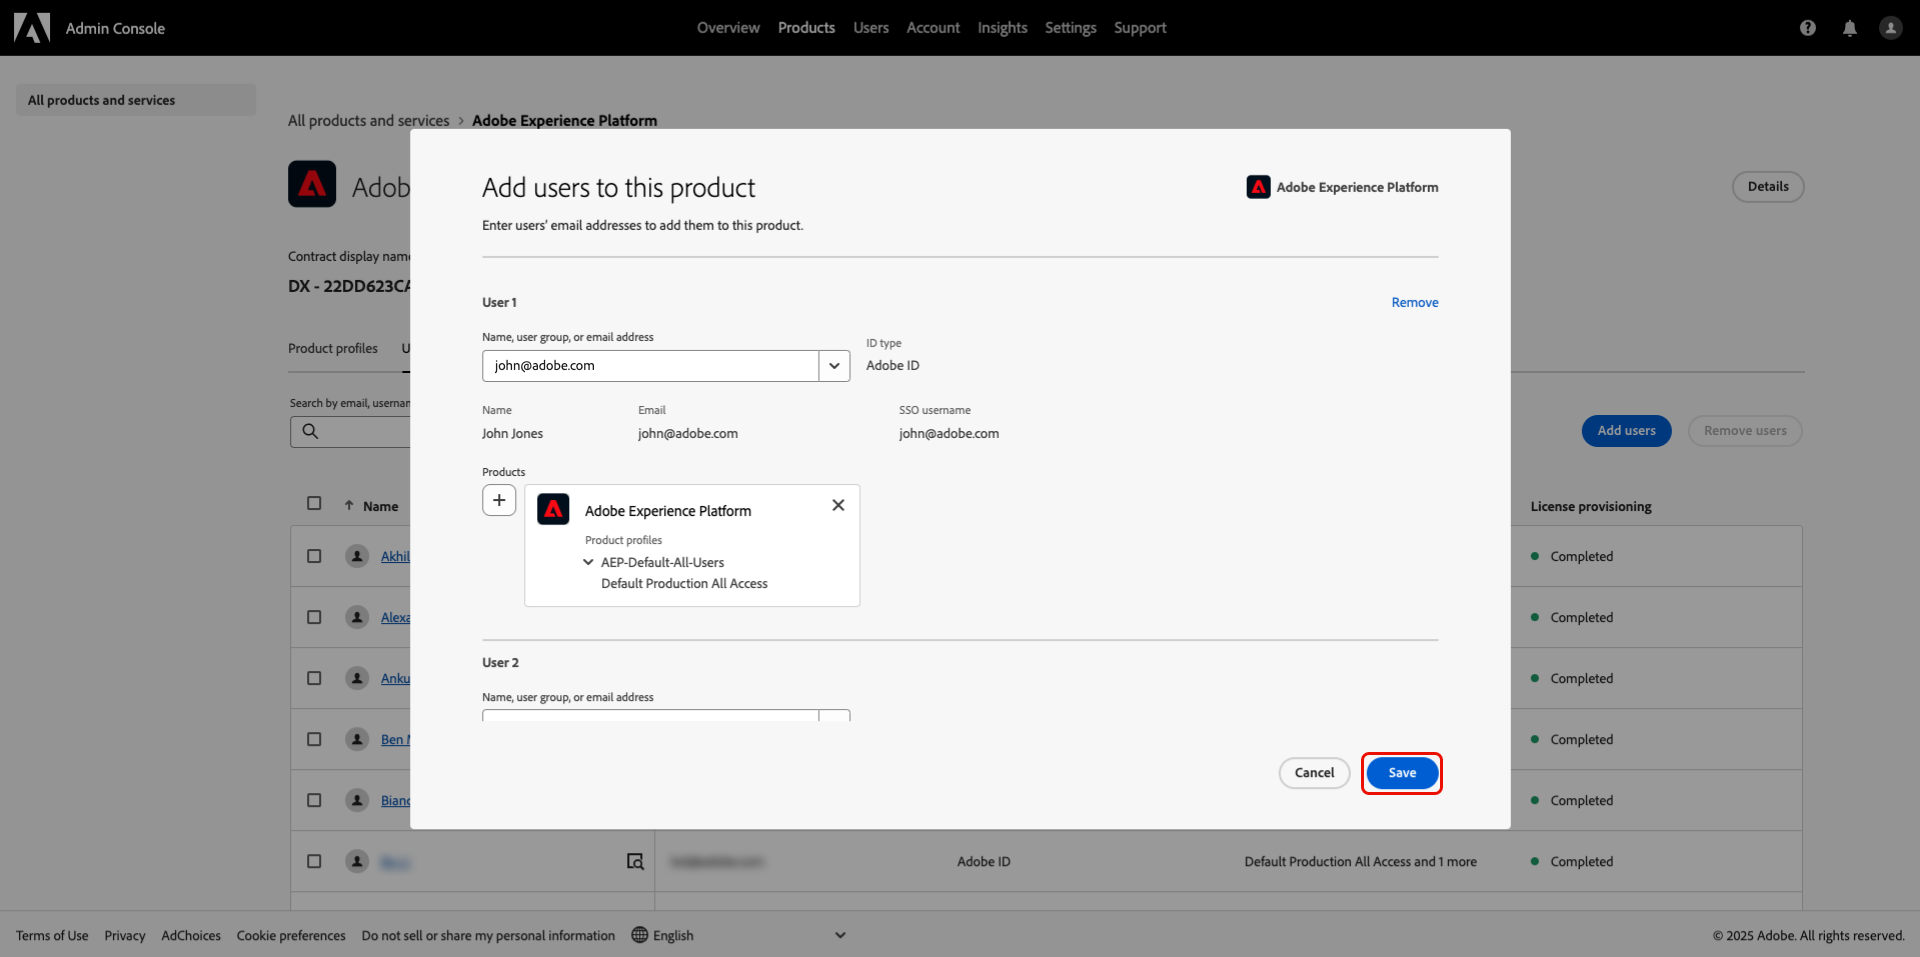 Admin Console
Overview Products Users Account Insights Settings Support
All products and services
All products and services > Adobe Experience Platform
Adob
Details
Contract display name
DX - 22DD623CA
Product profiles
Search by email, usernam
Add users
Remove users
Name
License provisioning
Akhil
Completed
Alexa
Completed
Anku
Completed
Ben M
Completed
Bianc
Completed
Adobe ID
Default Production All Access and 1 more
Completed
Add users to this product
Adobe Experience Platform
Enter users' email addresses to add them to this product.
User 1
Remove
Name, user group, or email address
john@adobe.com
ID type
Adobe ID
Name
John Jones
Email
john@adobe.com
SSO username
john@adobe.com
Products
Adobe Experience Platform
Product profiles
AEP-Default-All-Users
Default Production All Access
User 2
Name, user group, or email address
Cancel
Save
Terms of Use Privacy AdChoices Cookie preferences Do not sell or share my personal information English
© 2025 Adobe. All rights reserved.